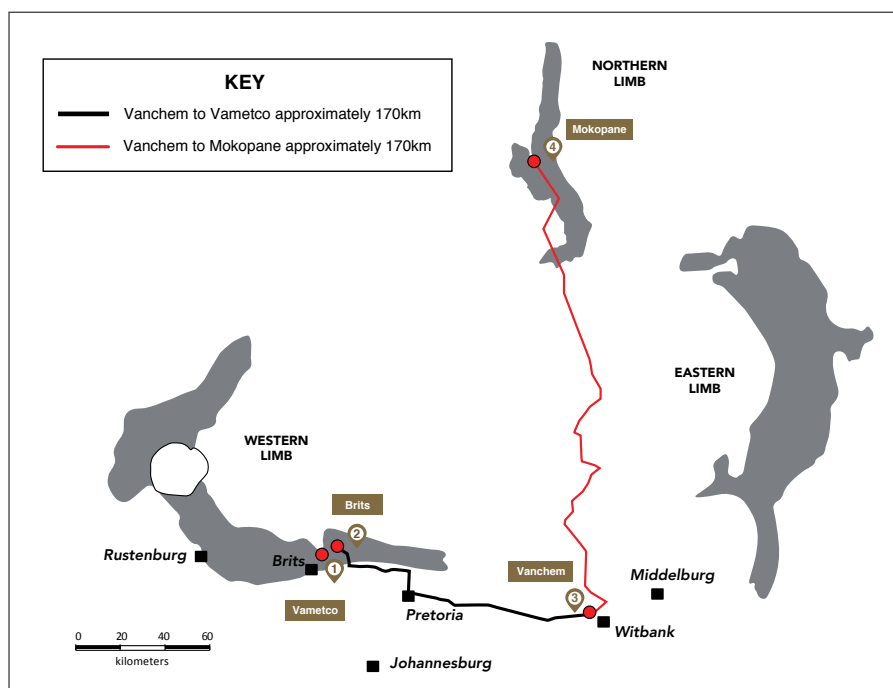 KEY
Vanchem to Vametco approximately 170km
Vanchem to Mokopane approximately 170km
NORTHERN
LIMB
Mokopane
4
EASTERN
LIMB
WESTERN
LIMB
Brits
2
Rustenburg
Brits
1
Vametco
Pretoria
Vanchem
3
Middelburg
Witbank
0 20 40 60
kilometers
Johannesburg